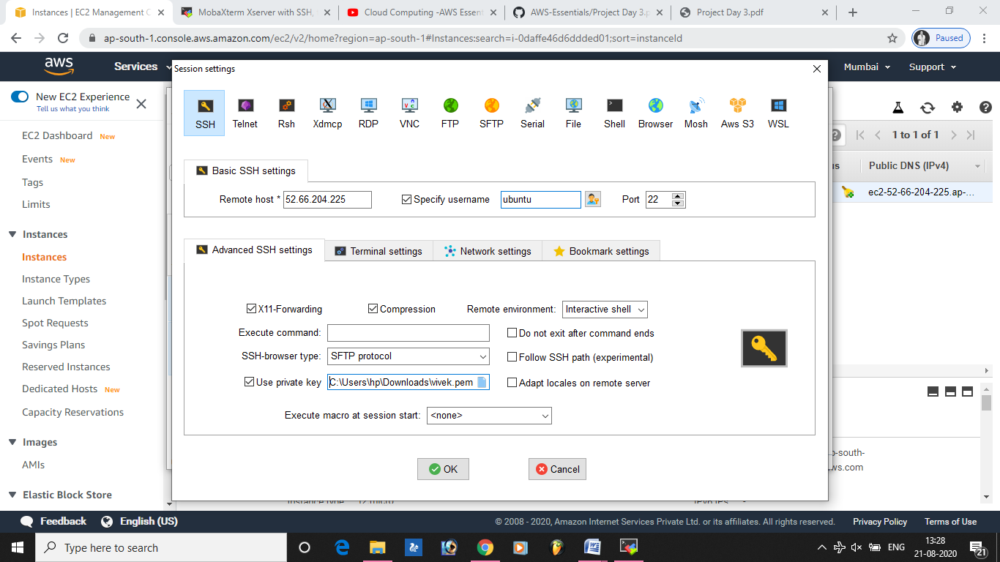 Instances | EC2 Management C
MobaXterm Xserver with SSH,
Cloud Computing -AWS Essent
AWS-Essentials/Project Day 3.p
Project Day 3.pdf
ap-south-1.console.aws.amazon.com/ec2/v2/home?region=ap-south-1#Instances:search=i-0daffe46d6ddded01;sort=instanceId
Paused
aws
Services
Mumbai
Support
Session settings
New EC2 Experience
Tell us what you think
SSH
Telnet
Rsh
Xdmcp
RDP
VNC
FTP
SFTP
Serial
File
Shell
Browser
Mosh
Aws S3
WSL
EC2 Dashboard New
Events New
Tags
Limits
Instances
Instances
Instance Types
Launch Templates
Spot Requests
Savings Plans
Reserved Instances
Dedicated Hosts New
Capacity Reservations
Images
AMIs
Elastic Block Store
1 to 1 of 1
us
Public DNS (IPv4)
ec2-52-66-204-225.ap-...
Basic SSH settings
Remote host * 52.66.204.225
Specify username ubuntu
Port 22
Advanced SSH settings
Terminal settings
Network settings
Bookmark settings
X11-Forwarding
Compression
Remote environment: Interactive shell
Execute command:
Do not exit after command ends
SSH-browser type: SFTP protocol
Follow SSH path (experimental)
Use private key C:\Users\hp\Downloads\vivek.pem
Adapt locales on remote server
Execute macro at session start: <none>
OK
Cancel
p-south-
ws.com
Feedback
English (US)
© 2008 - 2020, Amazon Internet Services Private Ltd. or its affiliates. All rights reserved.
Privacy Policy
Terms of Use
Type here to search
ENG
13:28
21-08-2020
21